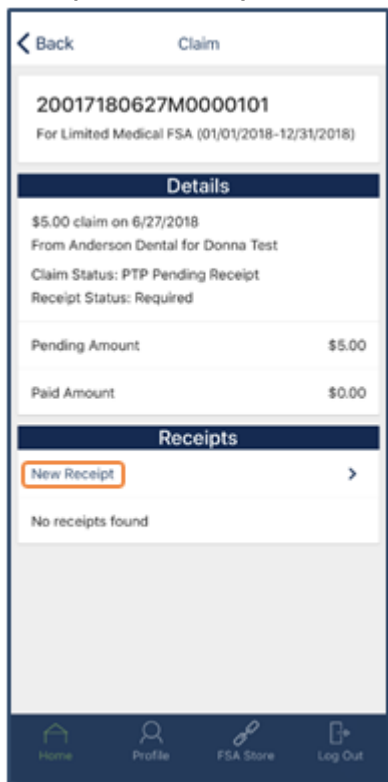 Back
Claim
20017180627M0000101
For Limited Medical FSA (01/01/2018-12/31/2018)
Details
$5.00 claim on 6/27/2018
From Anderson Dental for Donna Test
Claim Status: PTP Pending Receipt
Receipt Status: Required
Pending Amount $5.00
Paid Amount $0.00
Receipts
New Receipt
No receipts found
Home Profile FSA Store Log Out